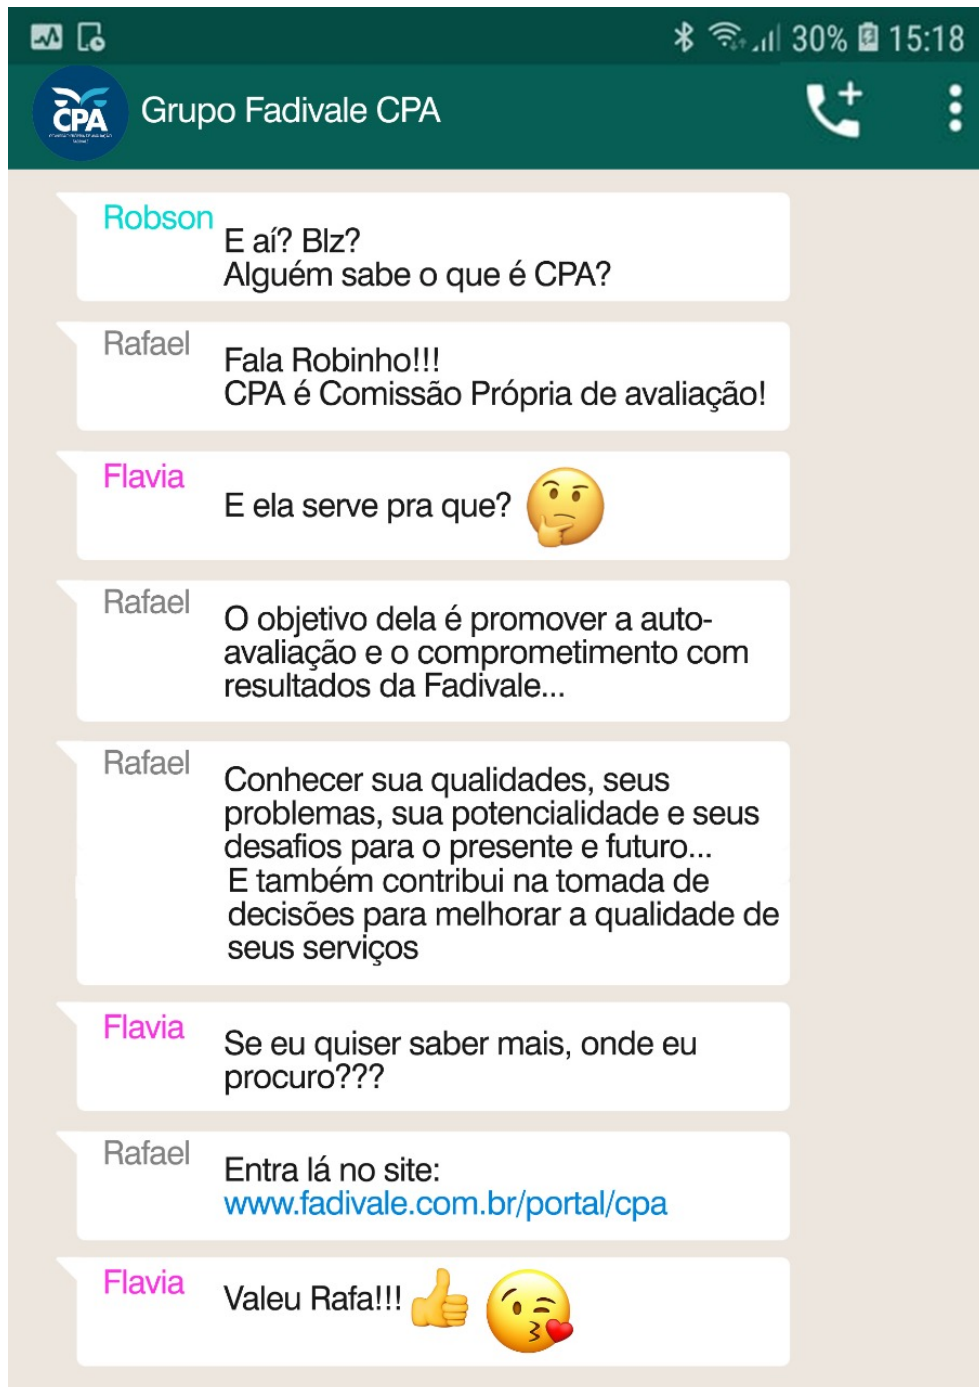 30% 15:18
CPA
Grupo Fadivale CPA
Robson
E aí? Blz?
Alguém sabe o que é CPA?
Rafael
Fala Robinho!!!
CPA é Comissão Própria de avaliação!
Flavia
E ela serve pra que?
Rafael
O objetivo dela é promover a auto-
avaliação e o comprometimento com
resultados da Fadivale...
Rafael
Conhecer sua qualidades, seus
problemas, sua potencialidade e seus
desafios para o presente e futuro...
E também contribui na tomada de
decisões para melhorar a qualidade de
seus serviços
Flavia
Se eu quiser saber mais, onde eu
procuro???
Rafael
Entra lá no site:
www.fadivale.com.br/portal/cpa
Flavia
Valeu Rafa!!!